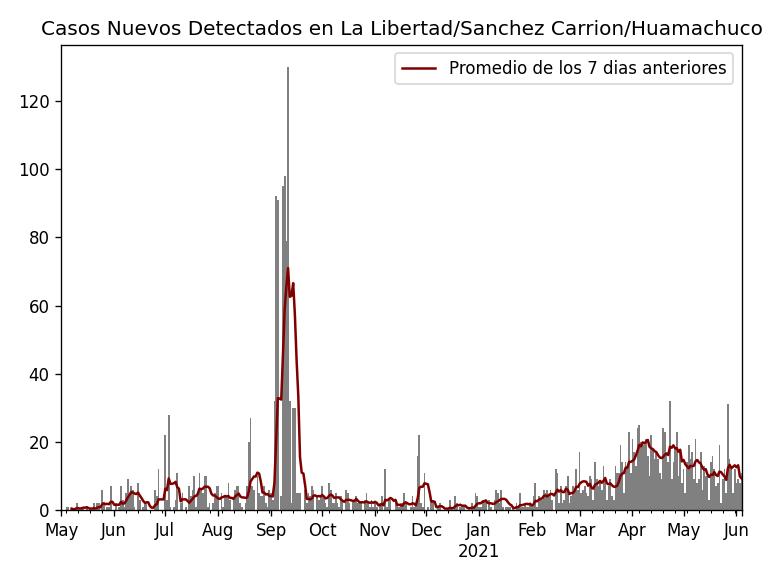 Casos Nuevos Detectados en La Libertad/Sanchez Carrion/Huamachuco
Promedio de los 7 dias anteriores
120
100
80
60
40
20
0
May Jun Jul Aug Sep Oct Nov Dec Jan Feb Mar Apr May Jun
2021